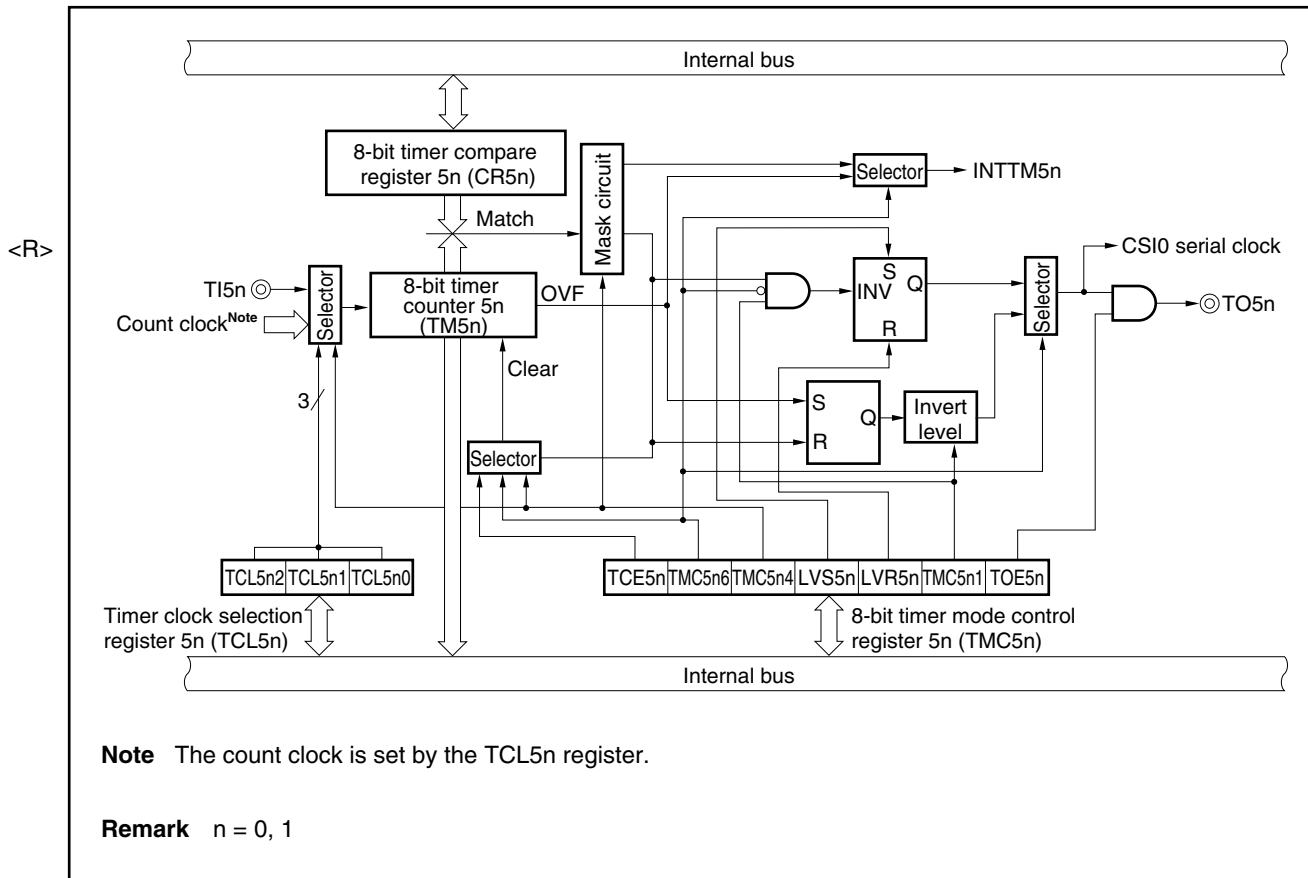 Internal bus
8-bit timer compare
register 5n (CR5n)
Match
Mask circuit
Selector
INTTM5n
<R>
CSI0 serial clock
TI5n
Selector
8-bit timer
counter 5n
(TM5n)
OVF
S
INV
Q
R
Selector
TO5n
Count clockNote
Clear
3
S
Q
R
Invert
level
Selector
TCL5n2 TCL5n1 TCL5n0
TCE5n TMC5n6 TMC5n4 LVS5n LVR5n TMC5n1 TOE5n
Timer clock selection
register 5n (TCL5n)
8-bit timer mode control
register 5n (TMC5n)
Internal bus
Note The count clock is set by the TCL5n register.
Remark n = 0, 1